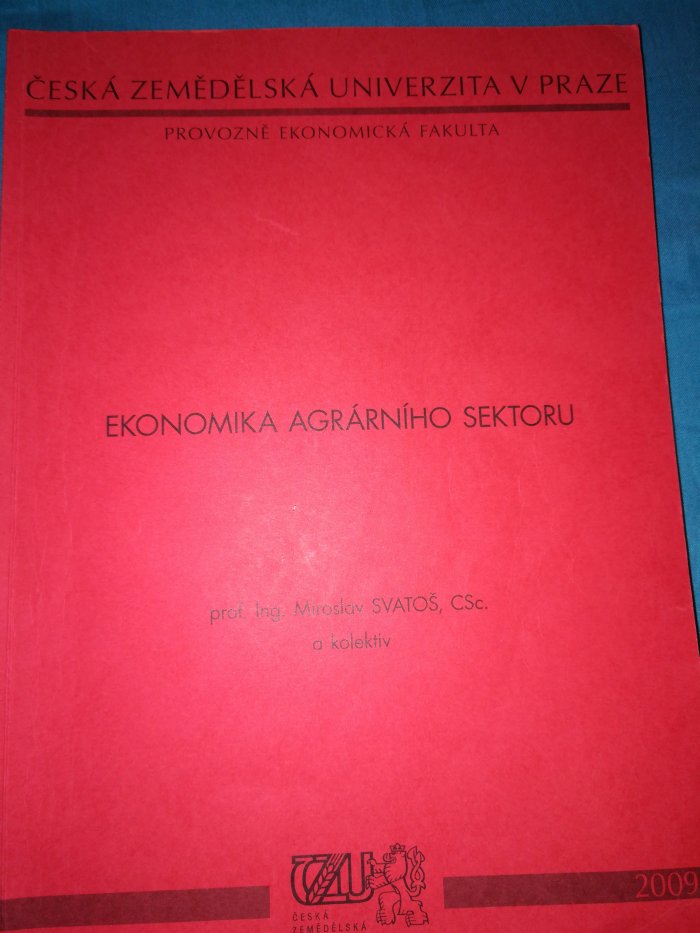 ČESKÁ ZEMĚDĚLSKÁ UNIVERZITA V PRAZE
PROVOZNĚ EKONOMICKÁ FAKULTA
EKONOMIKA AGRÁRNÍHO SEKTORU
prof. Ing. Miroslav SVATOŠ, CSc.
a kolektiv
ČZU
ČESKÁ
ZEMĚDĚLSKÁ
2009